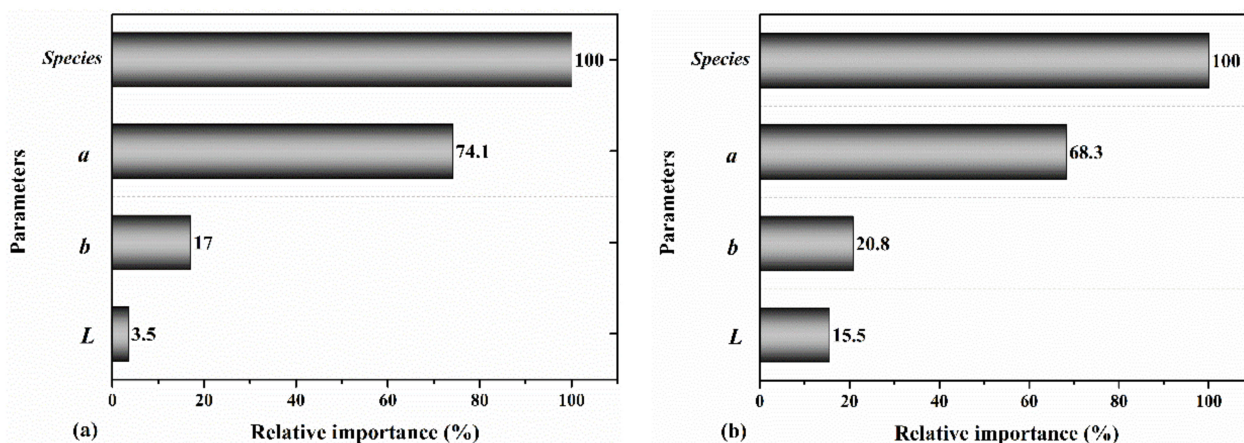 Species
100
a
74.1
b
17
L
3.5
Parameters
0 20 40 60 80 100
(a) Relative importance (%)
Species
100
a
68.3
b
20.8
L
15.5
Parameters
0 20 40 60 80 100
(b) Relative importance (%)